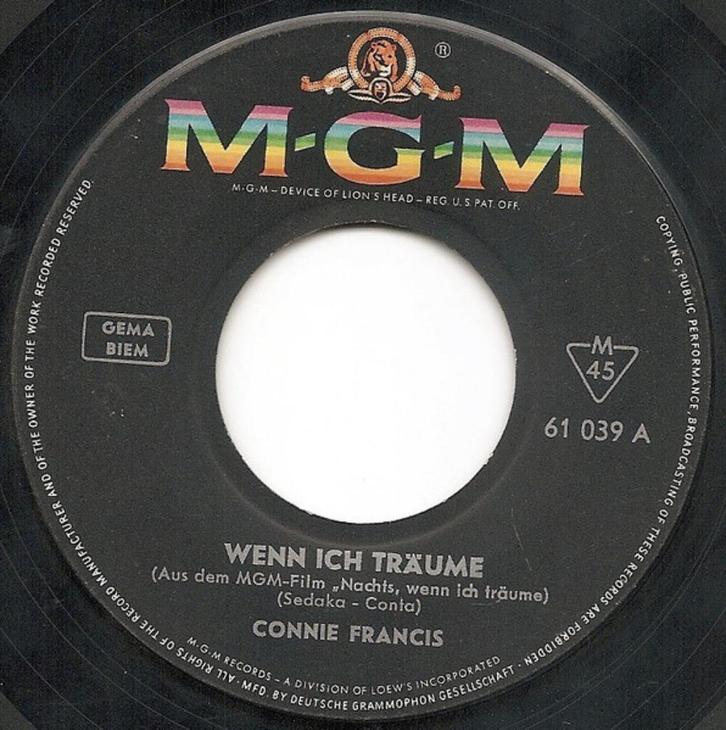 ®
M-G-M
M-G-M – DEVICE OF LION'S HEAD – REG. U.S. PAT. OFF.
GEMA
BIEM
M
45
61 039 A
WENN ICH TRÄUME
(Aus dem MGM-Film „Nachts, wenn ich träume)
(Sedaka - Conta)
CONNIE FRANCIS
M-G-M RECORDS – A DIVISION OF LOEW'S INCORPORATED
ALL RIGHTS OF THE RECORD MANUFACTURER AND OF THE OWNER OF THE WORK RECORDED RESERVED.
COPYING, PUBLIC PERFORMANCE, BROADCASTING OF THESE RECORDS ARE FORBIDDEN
· MFD. BY DEUTSCHE GRAMMOPHON GESELLSCHAFT ·